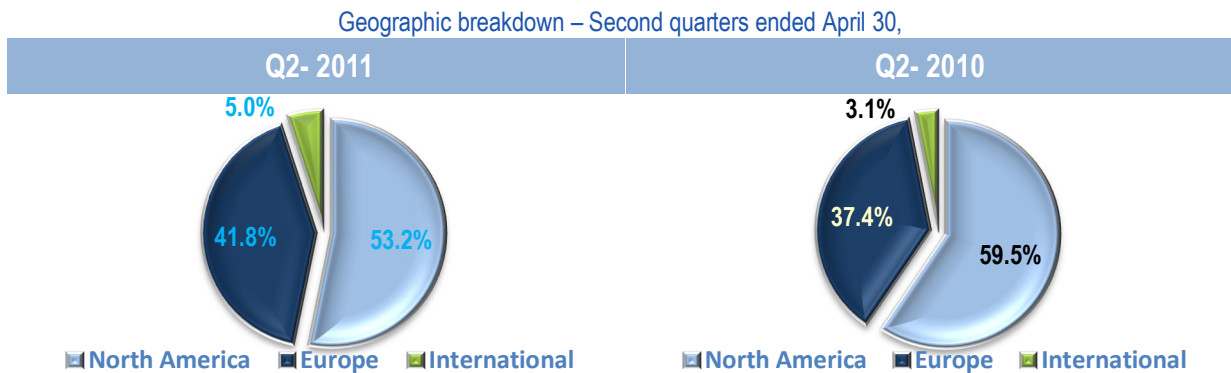 Geographic breakdown – Second quarters ended April 30,
Q2- 2011
Q2- 2010
5.0%
41.8%
53.2%
North America Europe International
3.1%
37.4%
59.5%
North America Europe International